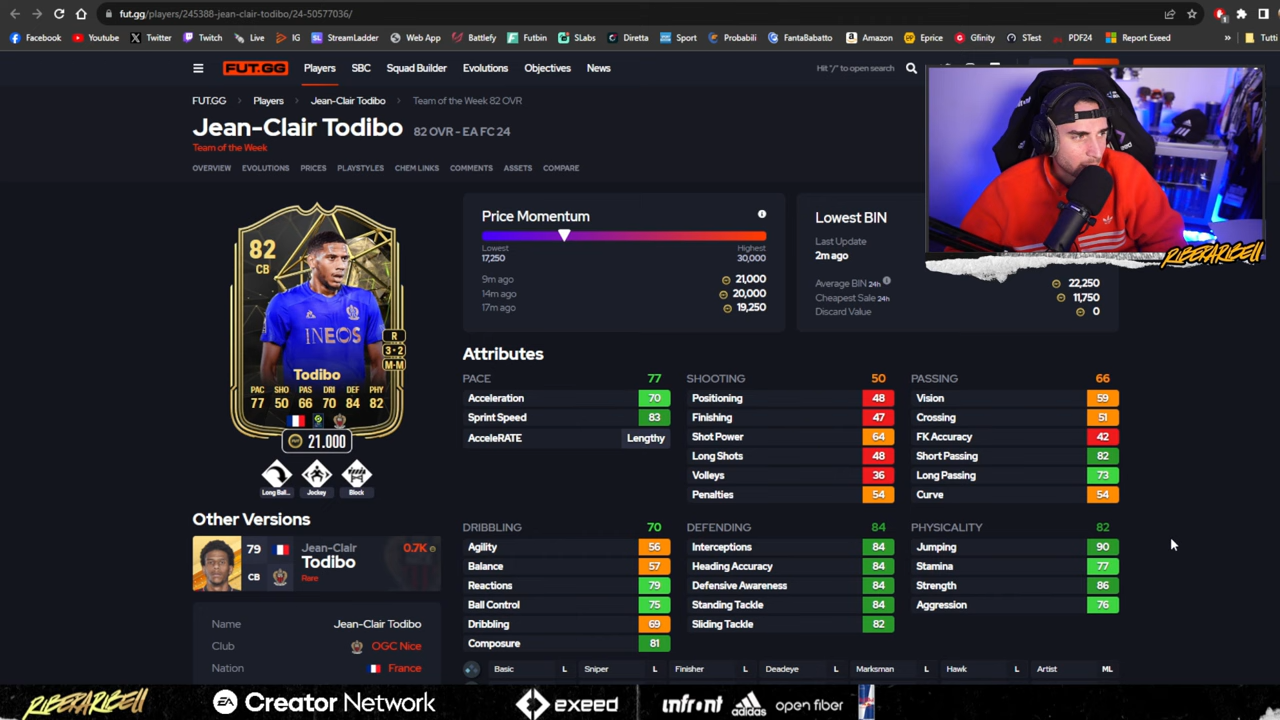 fut.gg/players/245388-jean-clair-todibo/24-50577036/
Facebook Youtube Twitter Twitch Live IG StreamLadder Web App Battlefy Futbin SLabs Diretta Sport Probabili FantaBabatto Amazon Eprice Gfinity STest PDF24 Report Exeed » Tutti
FUT.GG Players SBC Squad Builder Evolutions Objectives News Hit "/" to open search
FUT.GG Players Jean-Clair Todibo Team of the Week 82 OVR
Jean-Clair Todibo 82 OVR - EA FC 24
Team of the Week
OVERVIEW EVOLUTIONS PRICES PLAYSTYLES CHEM LINKS COMMENTS ASSETS COMPARE
82
CB
INEOS
R
3-2
M-M
Todibo
PAC SHO PAS DRI DEF PHY
77 50 66 70 84 82
21.000
Long Ball... Jockey Block
Price Momentum
Lowest Highest
17,250 30,000
9m ago 21,000
14m ago 20,000
17m ago 19,250
Lowest BIN
Last Update
2m ago
Average BIN 24h 22,250
Cheapest Sale 24h 11,750
Discard Value 0
RIBERARIBELL
Attributes
PACE 77
Acceleration 70
Sprint Speed 83
AcceleRATE Lengthy
SHOOTING 50
Positioning 48
Finishing 47
Shot Power 64
Long Shots 48
Volleys 36
Penalties 54
PASSING 66
Vision 59
Crossing 51
FK Accuracy 42
Short Passing 82
Long Passing 73
Curve 54
Other Versions
79
CB
Jean-Clair
Todibo
Rare
0.7K
Name Jean-Clair Todibo
Club OGC Nice
Nation France
DRIBBLING 70
Agility 56
Balance 57
Reactions 79
Ball Control 75
Dribbling 69
Composure 81
DEFENDING 84
Interceptions 84
Heading Accuracy 84
Defensive Awareness 84
Standing Tackle 84
Sliding Tackle 82
PHYSICALITY 82
Jumping 90
Stamina 77
Strength 86
Aggression 76
Basic L Sniper L Finisher L Deadeye L Marksman L Hawk L Artist ML
RIBERARIBELL EA Creator Network exeed infront adidas open fiber